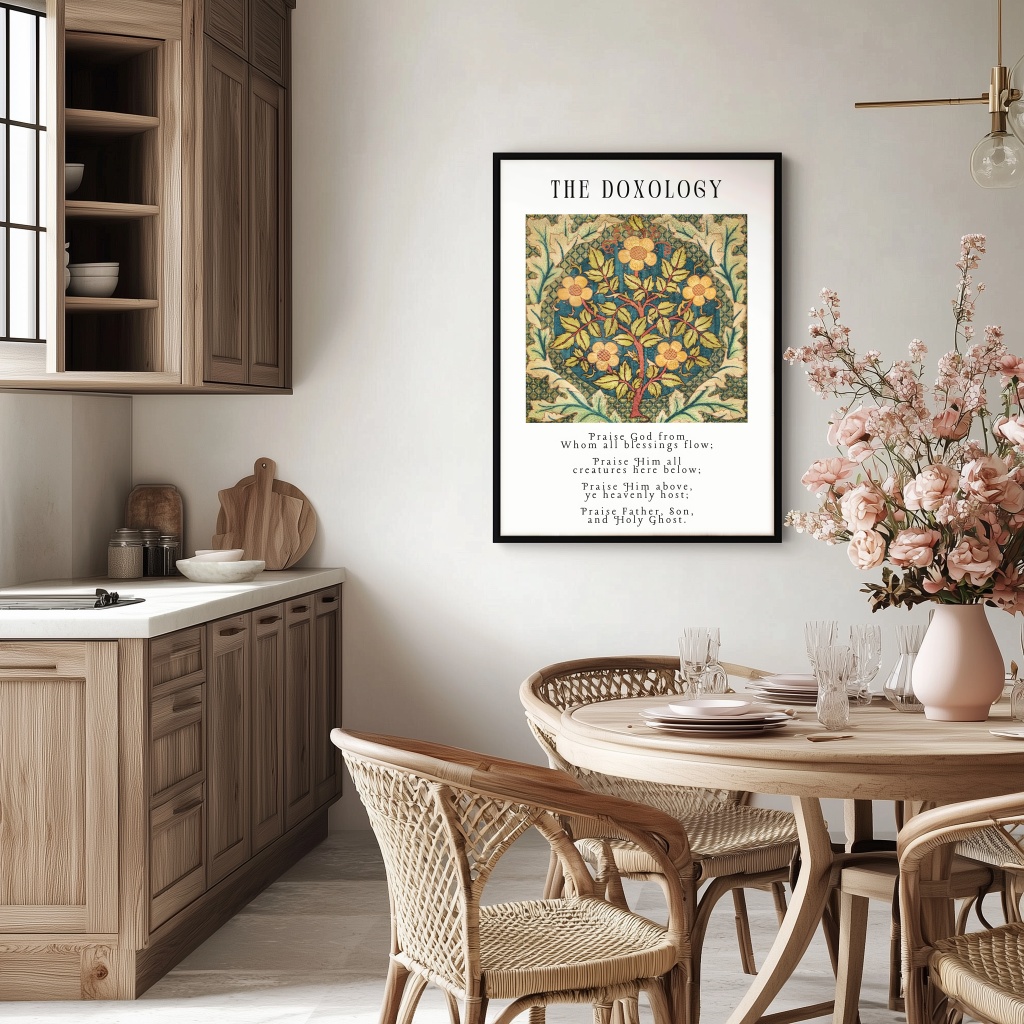 THE DOXOLOGY
Praise God from
Whom all blessings flow;
Praise Him all
creatures here below;
Praise Him above,
ye heavenly host;
Praise Father, Son,
and Holy Ghost.